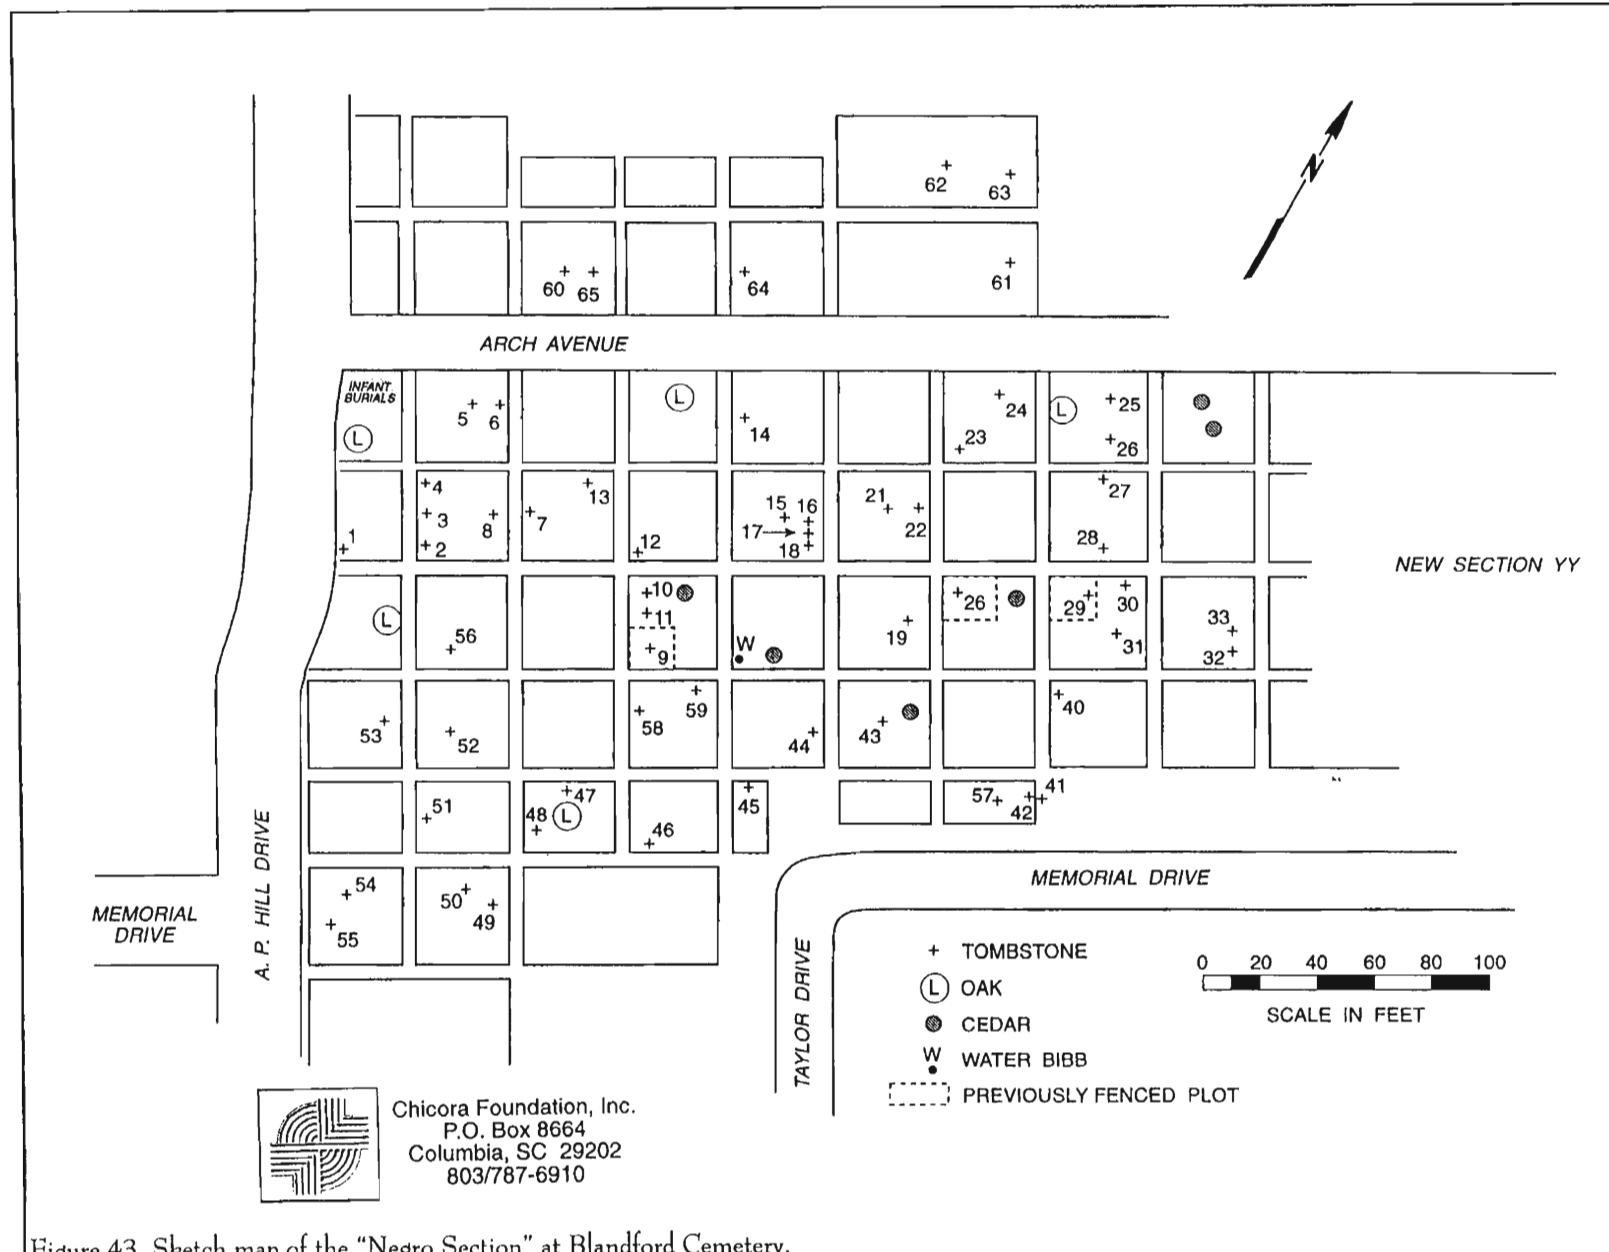 N
62
63
60
65
64
61
ARCH AVENUE
INFANT
BURIALS
L
5
6
L
14
24
23
L
25
26
1
4
3
2
8
13
7
12
15
16
17
18
21
22
27
28
NEW SECTION YY
L
56
10
11
9
W
19
26
29
30
31
33
32
53
52
58
59
44
43
40
51
47
48
L
46
45
57
42
41
54
55
50
49
MEMORIAL
DRIVE
A. P. HILL DRIVE
TAYLOR DRIVE
MEMORIAL DRIVE
+ TOMBSTONE
L OAK
CEDAR
W WATER BIBB
PREVIOUSLY FENCED PLOT
0 20 40 60 80 100
SCALE IN FEET
Chicora Foundation, Inc.
P.O. Box 8664
Columbia, SC 29202
803/787-6910
Figure 43. Sketch map of the "Negro Section" at Blandford Cemetery.